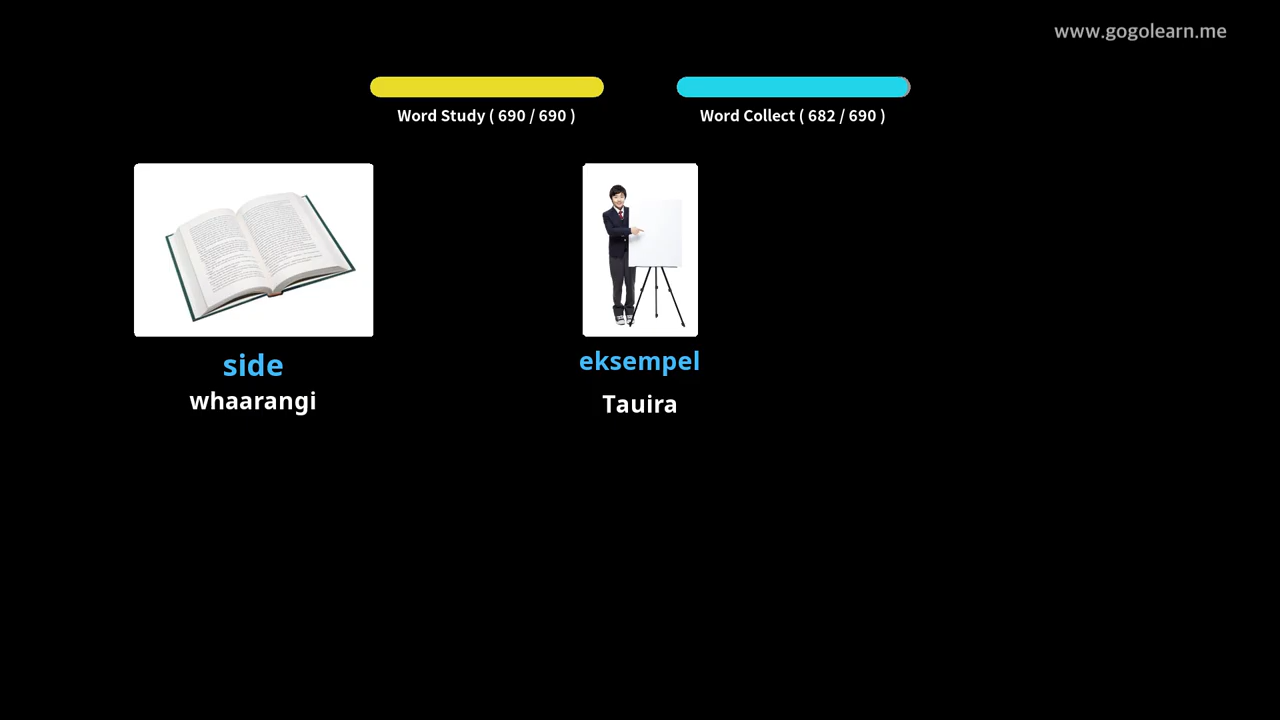 www.gogolearn.me
Word Study ( 690 / 690 )
Word Collect ( 682 / 690 )
side
whaarangi
eksempel
Tauira